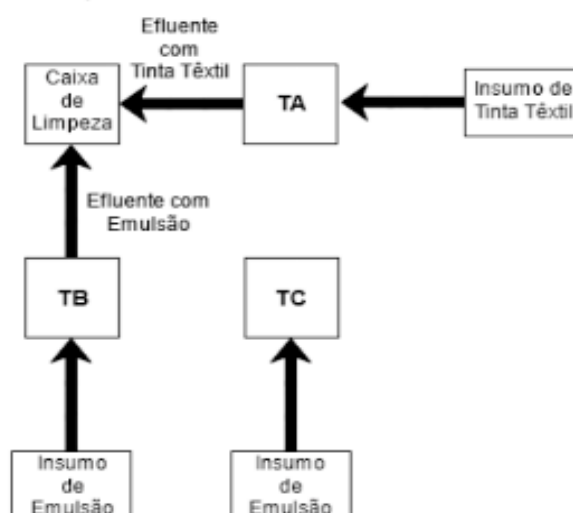 Efluente
com
Tinta Têxtil
Caixa
de
Limpeza
TA
Insumo de
Tinta Têxtil
Efluente com
Emulsão
TB
TC
Insumo
de
Emulsão
Insumo
de
Emulsão